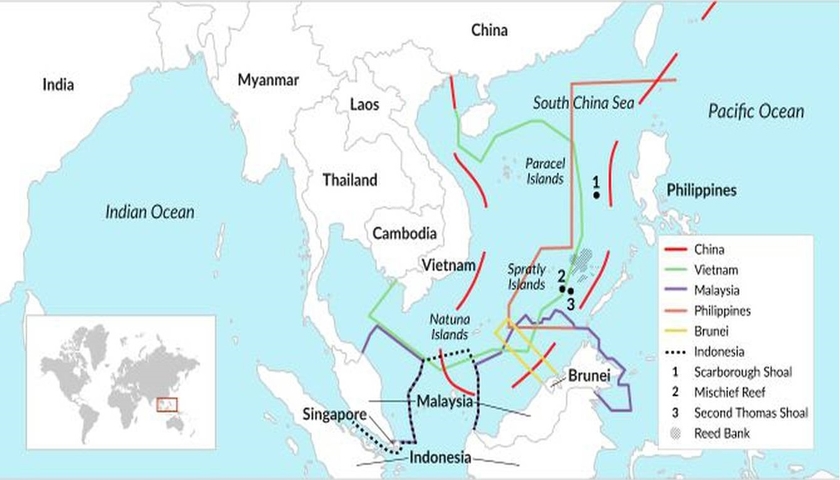 China
India
Myanmar
Laos
South China Sea
Pacific Ocean
Thailand
Paracel
Islands
1
Philippines
Indian Ocean
Cambodia
Vietnam
Spratly
Islands
2
3
Natuna
Islands
Brunei
Malaysia
Singapore
Indonesia
China
Vietnam
Malaysia
Philippines
Brunei
Indonesia
1 Scarborough Shoal
2 Mischief Reef
3 Second Thomas Shoal
Reed Bank